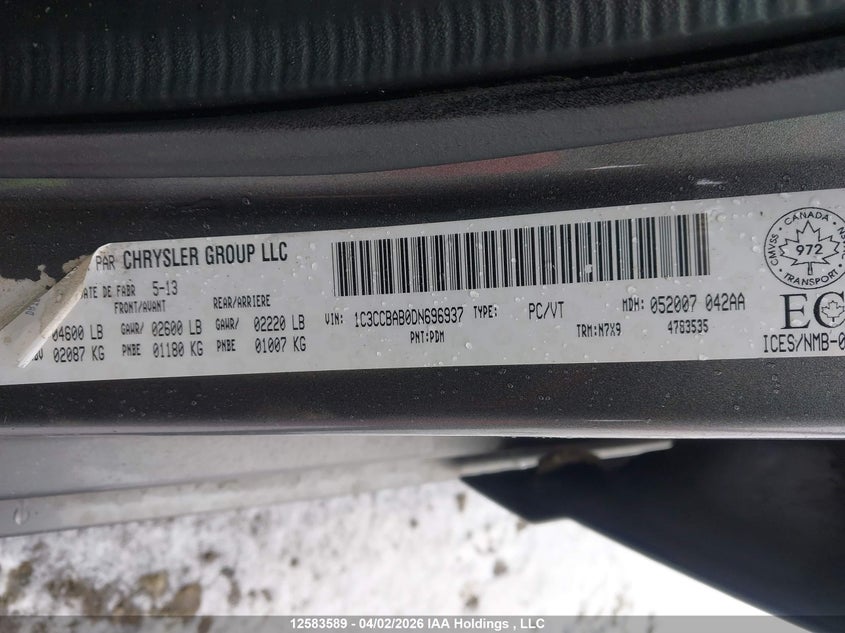 PAR CHRYSLER GROUP LLC
ATE DE FABR 5-13
FRONT/AVANT REAR/ARRIERE
04600 LB GAWR/ 02600 LB GAWR/ 02220 LB
02087 KG PNBE 01180 KG PNBE 01007 KG
VIN: 1C3CCBAB0DN696937 TYPE: PC/VT MDH: 052007 042AA
PNT:PDM TRM:N7X9 4763535
CANADA
CMVSS
972
TRANSPORT
EC
ICES/NMB-0
12583589 - 04/02/2026 IAA Holdings , LLC